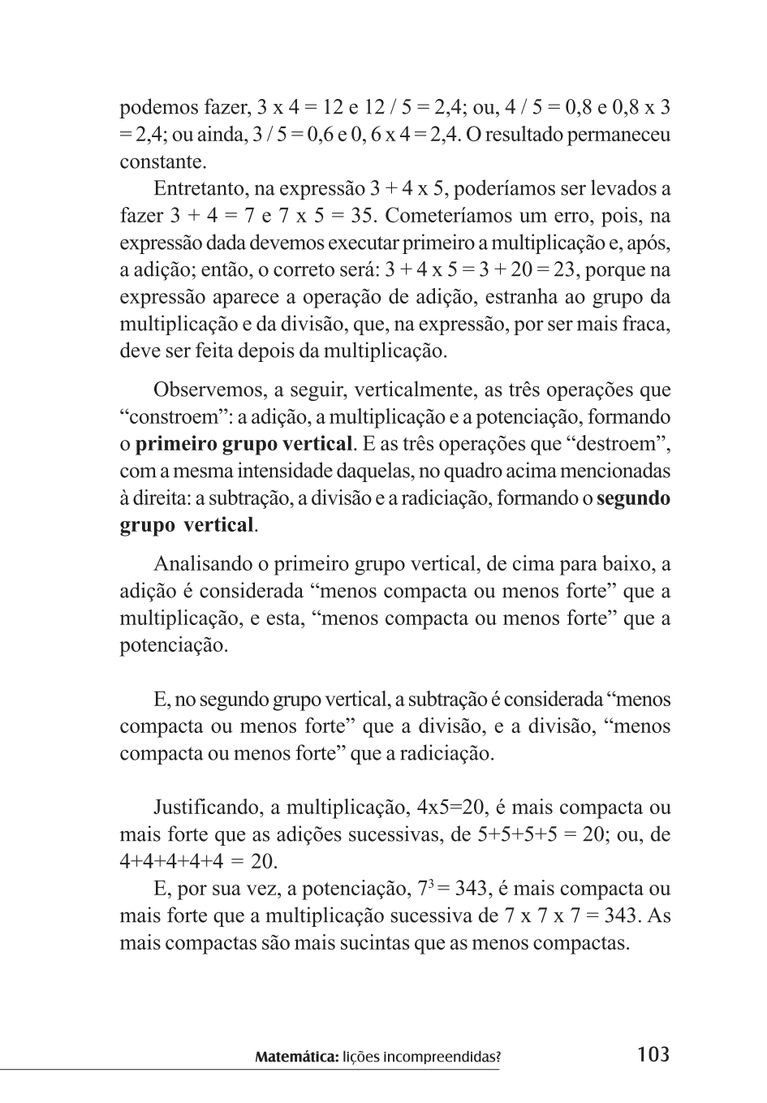 podemos fazer, 3 x 4 = 12 e 12 / 5 = 2,4; ou, 4 / 5 = 0,8 e 0,8 x 3
= 2,4; ou ainda, 3 / 5 = 0,6 e 0, 6 x 4 = 2,4. O resultado permaneceu
constante.
Entretanto, na expressão 3 + 4 x 5, poderíamos ser levados a
fazer 3 + 4 = 7 e 7 x 5 = 35. Cometeríamos um erro, pois, na
expressão dada devemos executar primeiro a multiplicação e, após,
a adição; então, o correto será: 3 + 4 x 5 = 3 + 20 = 23, porque na
expressão aparece a operação de adição, estranha ao grupo da
multiplicação e da divisão, que, na expressão, por ser mais fraca,
deve ser feita depois da multiplicação.
Observemos, a seguir, verticalmente, as três operações que
“constroem”: a adição, a multiplicação e a potenciação, formando
o primeiro grupo vertical. E as três operações que “destroem”,
com a mesma intensidade daquelas, no quadro acima mencionadas
à direita: a subtração, a divisão e a radiciação, formando o segundo
grupo vertical.
Analisando o primeiro grupo vertical, de cima para baixo, a
adição é considerada “menos compacta ou menos forte” que a
multiplicação, e esta, “menos compacta ou menos forte” que a
potenciação.
E, no segundo grupo vertical, a subtração é considerada “menos
compacta ou menos forte” que a divisão, e a divisão, “menos
compacta ou menos forte” que a radiciação.
Justificando, a multiplicação, 4x5=20, é mais compacta ou
mais forte que as adições sucessivas, de 5+5+5+5 = 20; ou, de
4+4+4+4+4 = 20.
E, por sua vez, a potenciação, 7³ = 343, é mais compacta ou
mais forte que a multiplicação sucessiva de 7 x 7 x 7 = 343. As
mais compactas são mais sucintas que as menos compactas.
Matemática: lições incompreendidas? 103